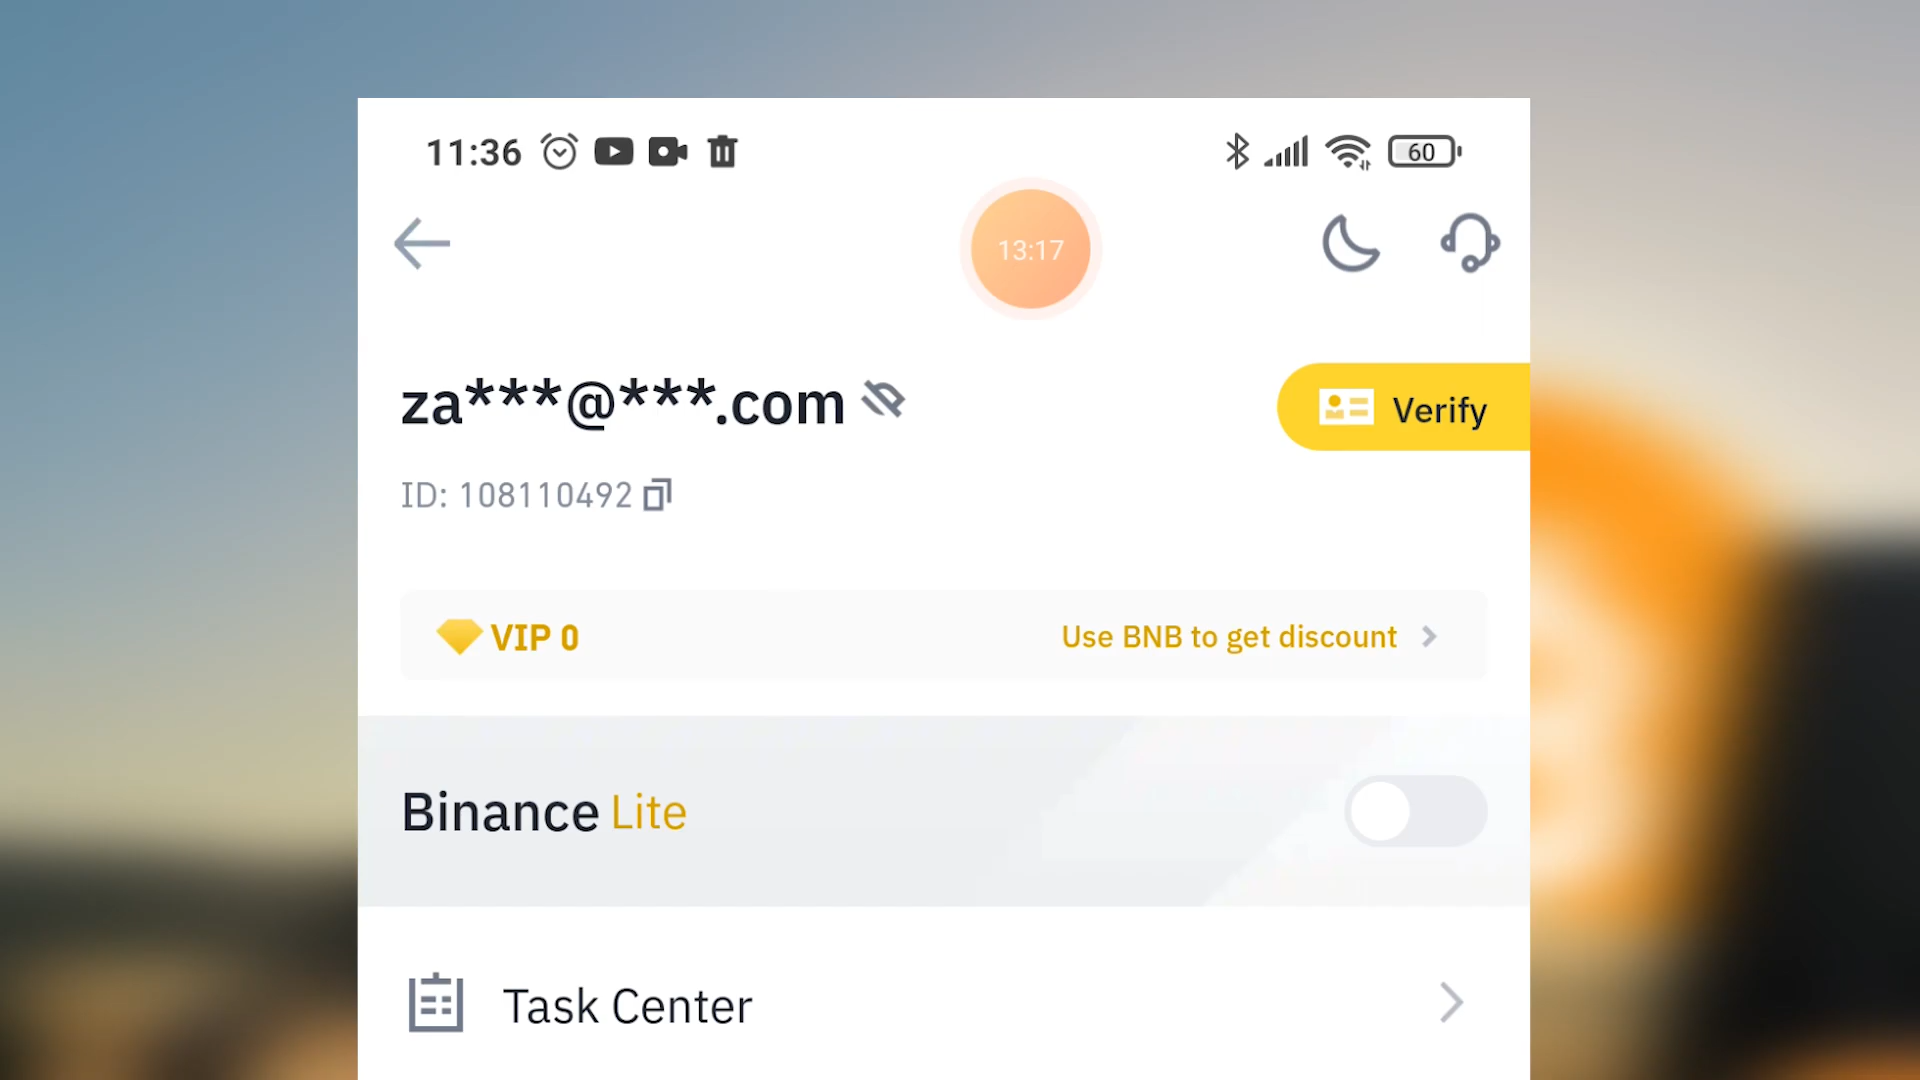 11:36
60
13:17
za***@***.com
Verify
ID: 108110492
VIP 0
Use BNB to get discount
Binance Lite
Task Center